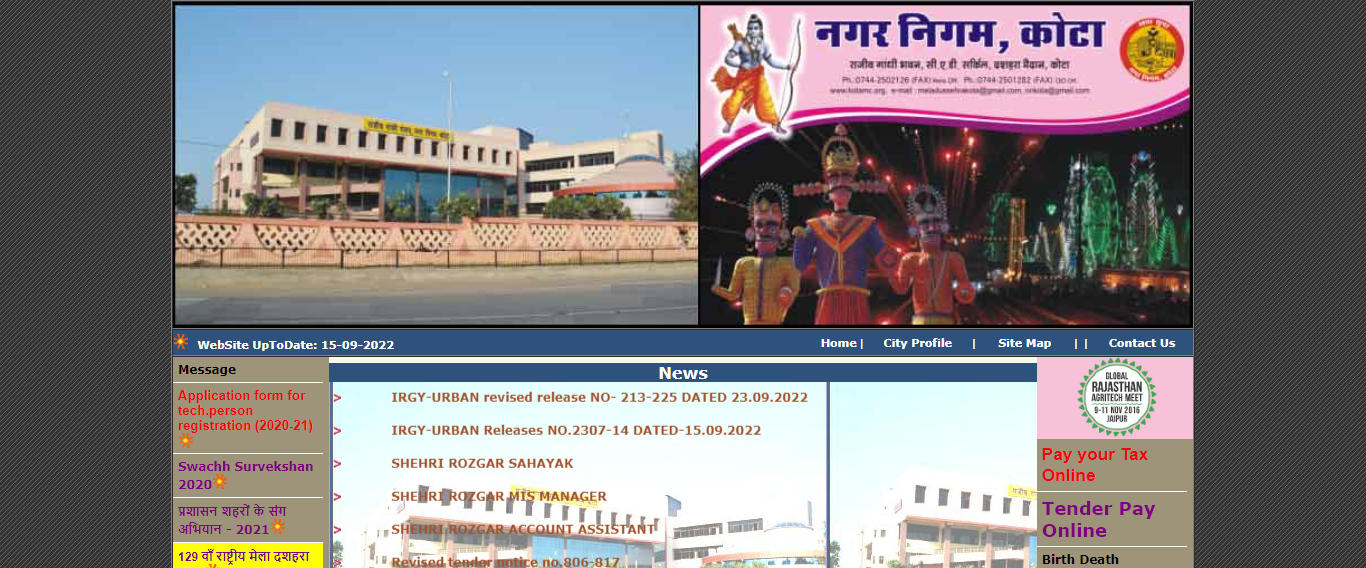 नगर निगम, कोटा
राजीव गांधी भवन, सी.ए.डी. सर्किल, दशहरा मैदान, कोटा
Ph.:0744-2502126 (FAX) Mela Off. Ph.:0744-2501282 (FAX) CEO Off.
www.kotamc.org, e-mail : meladussehrakota@gmail.com, nnkota@gmail.com
WebSite UpToDate: 15-09-2022
Home |
City Profile
|
Site Map
| |
Contact Us
Message
Application form for
tech.person
registration (2020-21)
Swachh Survekshan
2020
प्रशासन शहरों के संग
अभियान - 2021
129 वाँ राष्ट्रीय मेला दशहरा
News
> IRGY-URBAN revised release NO- 213-225 DATED 23.09.2022
> IRGY-URBAN Releases NO.2307-14 DATED-15.09.2022
> SHEHRI ROZGAR SAHAYAK
> SHEHRI ROZGAR MIS MANAGER
> SHEHRI ROZGAR ACCOUNT ASSISTANT
> Revised tender notice no.806-817
GLOBAL
RAJASTHAN
AGRITECH MEET
9-11 NOV 2016
JAIPUR
Pay your Tax
Online
Tender Pay
Online
Birth Death